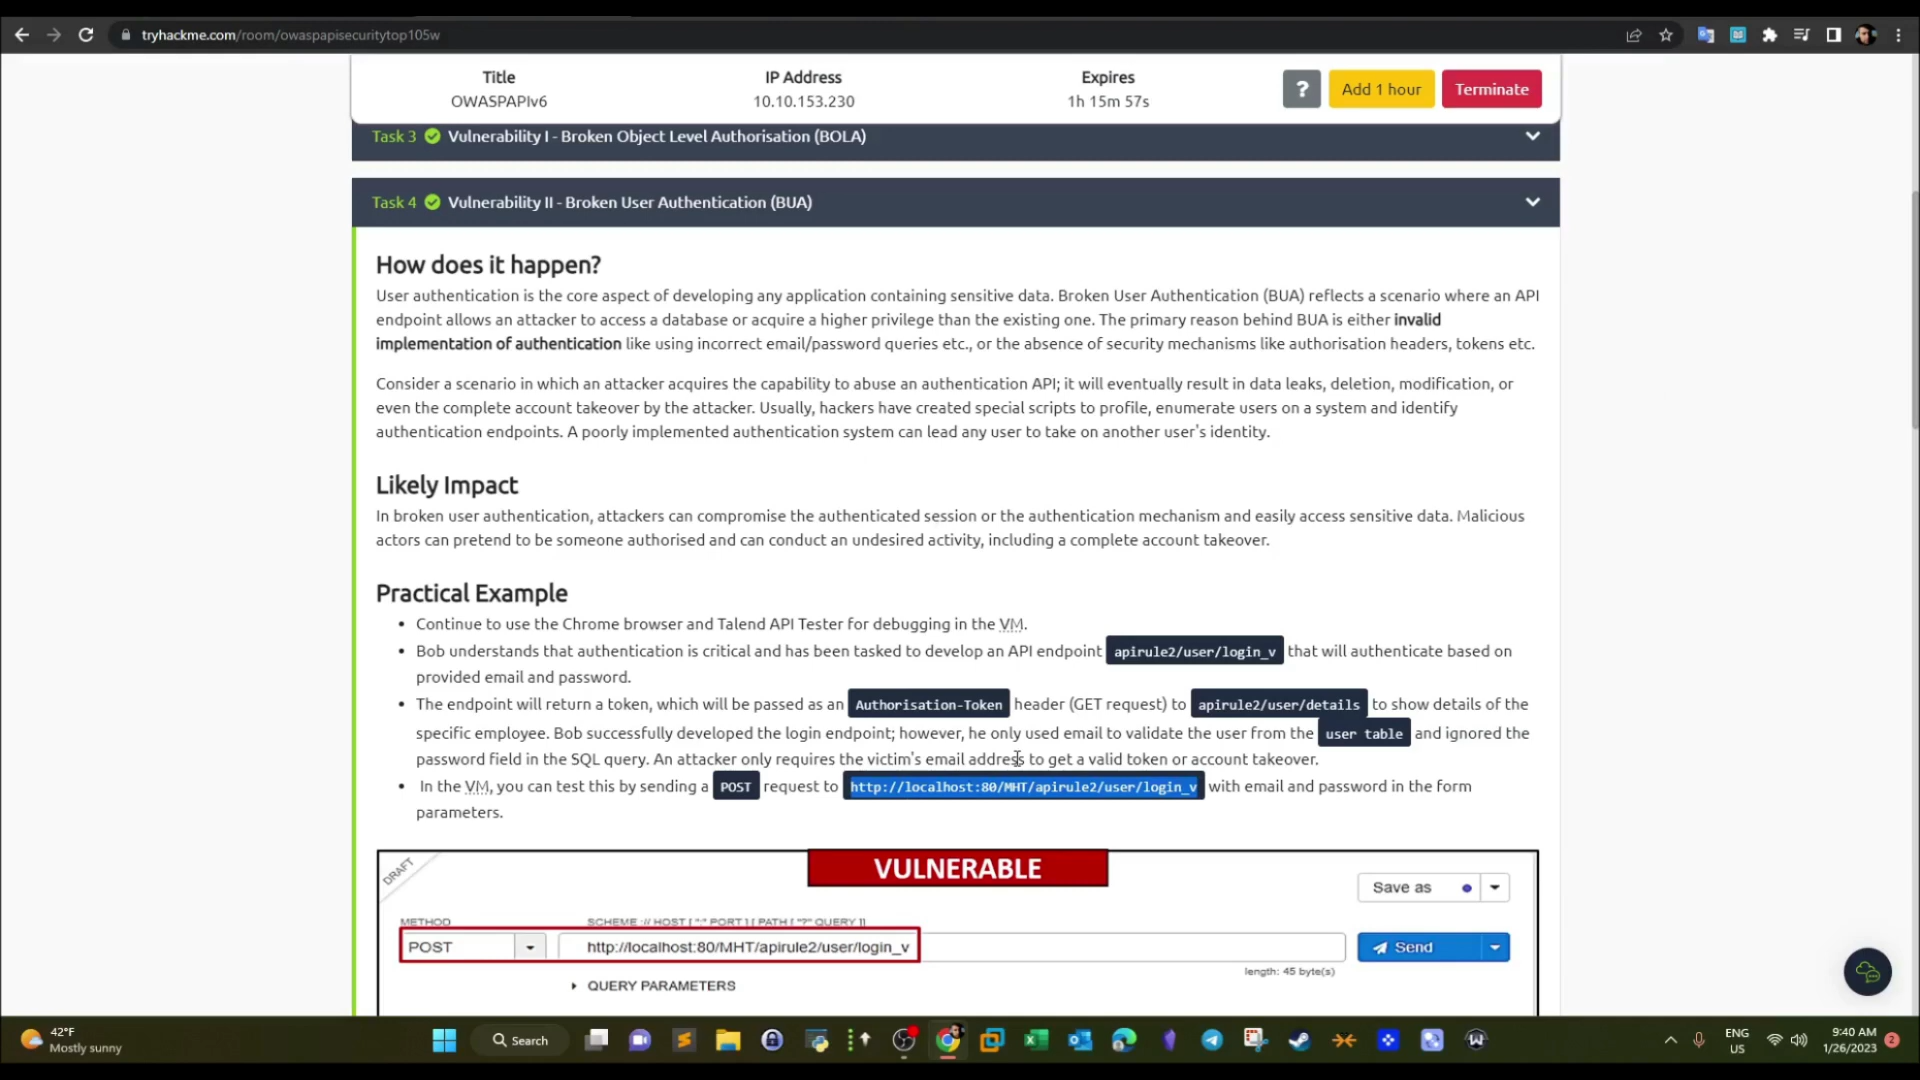 tryhackme.com/room/owaspapisecuritytop105w
Title
OWASPAPIv6
IP Address
10.10.153.230
Expires
1h 15m 57s
?
Add 1 hour
Terminate
Task 3 Vulnerability I - Broken Object Level Authorisation (BOLA)
Task 4 Vulnerability II - Broken User Authentication (BUA)
How does it happen?
User authentication is the core aspect of developing any application containing sensitive data. Broken User Authentication (BUA) reflects a scenario where an API
endpoint allows an attacker to access a database or acquire a higher privilege than the existing one. The primary reason behind BUA is either invalid
implementation of authentication like using incorrect email/password queries etc., or the absence of security mechanisms like authorisation headers, tokens etc.
Consider a scenario in which an attacker acquires the capability to abuse an authentication API; it will eventually result in data leaks, deletion, modification, or
even the complete account takeover by the attacker. Usually, hackers have created special scripts to profile, enumerate users on a system and identify
authentication endpoints. A poorly implemented authentication system can lead any user to take on another user's identity.
Likely Impact
In broken user authentication, attackers can compromise the authenticated session or the authentication mechanism and easily access sensitive data. Malicious
actors can pretend to be someone authorised and can conduct an undesired activity, including a complete account takeover.
Practical Example
• Continue to use the Chrome browser and Talend API Tester for debugging in the VM.
• Bob understands that authentication is critical and has been tasked to develop an API endpoint apirule2/user/login_v that will authenticate based on
provided email and password.
• The endpoint will return a token, which will be passed as an Authorisation-Token header (GET request) to apirule2/user/details to show details of the
specific employee. Bob successfully developed the login endpoint; however, he only used email to validate the user from the user table and ignored the
password field in the SQL query. An attacker only requires the victim's email address to get a valid token or account takeover.
• In the VM, you can test this by sending a POST request to http://localhost:80/MHT/apirule2/user/login_v with email and password in the form
parameters.
DRAFT
VULNERABLE
Save as
METHOD
SCHEME :// HOST [ ":" PORT ] [ PATH [ "?" QUERY ]]
POST
http://localhost:80/MHT/apirule2/user/login_v
Send
length: 45 byte(s)
QUERY PARAMETERS
42°F
Mostly sunny
Search
ENG
US
9:40 AM
1/26/2023
2